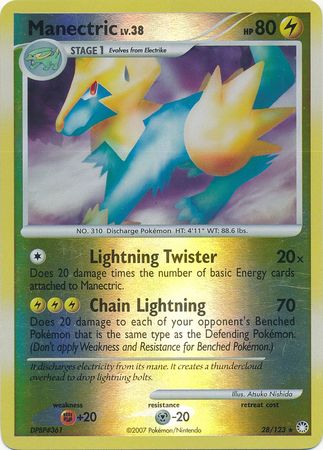 Manectric LV.38 HP 80
STAGE 1 Evolves from Electrike
NO. 310 Discharge Pokémon HT: 4'11" WT: 88.6 lbs.
Lightning Twister 20×
Does 20 damage times the number of basic Energy cards
attached to Manectric.
Chain Lightning 70
Does 20 damage to each of your opponent's Benched
Pokémon that is the same type as the Defending Pokémon.
(Don't apply Weakness and Resistance for Benched Pokémon.)
It discharges electricity from its mane. It creates a thundercloud
overhead to drop lightning bolts.
Illus. Atsuko Nishida
weakness resistance retreat cost
+20 -20
DPBP#361 ©2007 Pokémon/Nintendo 28/123 ★